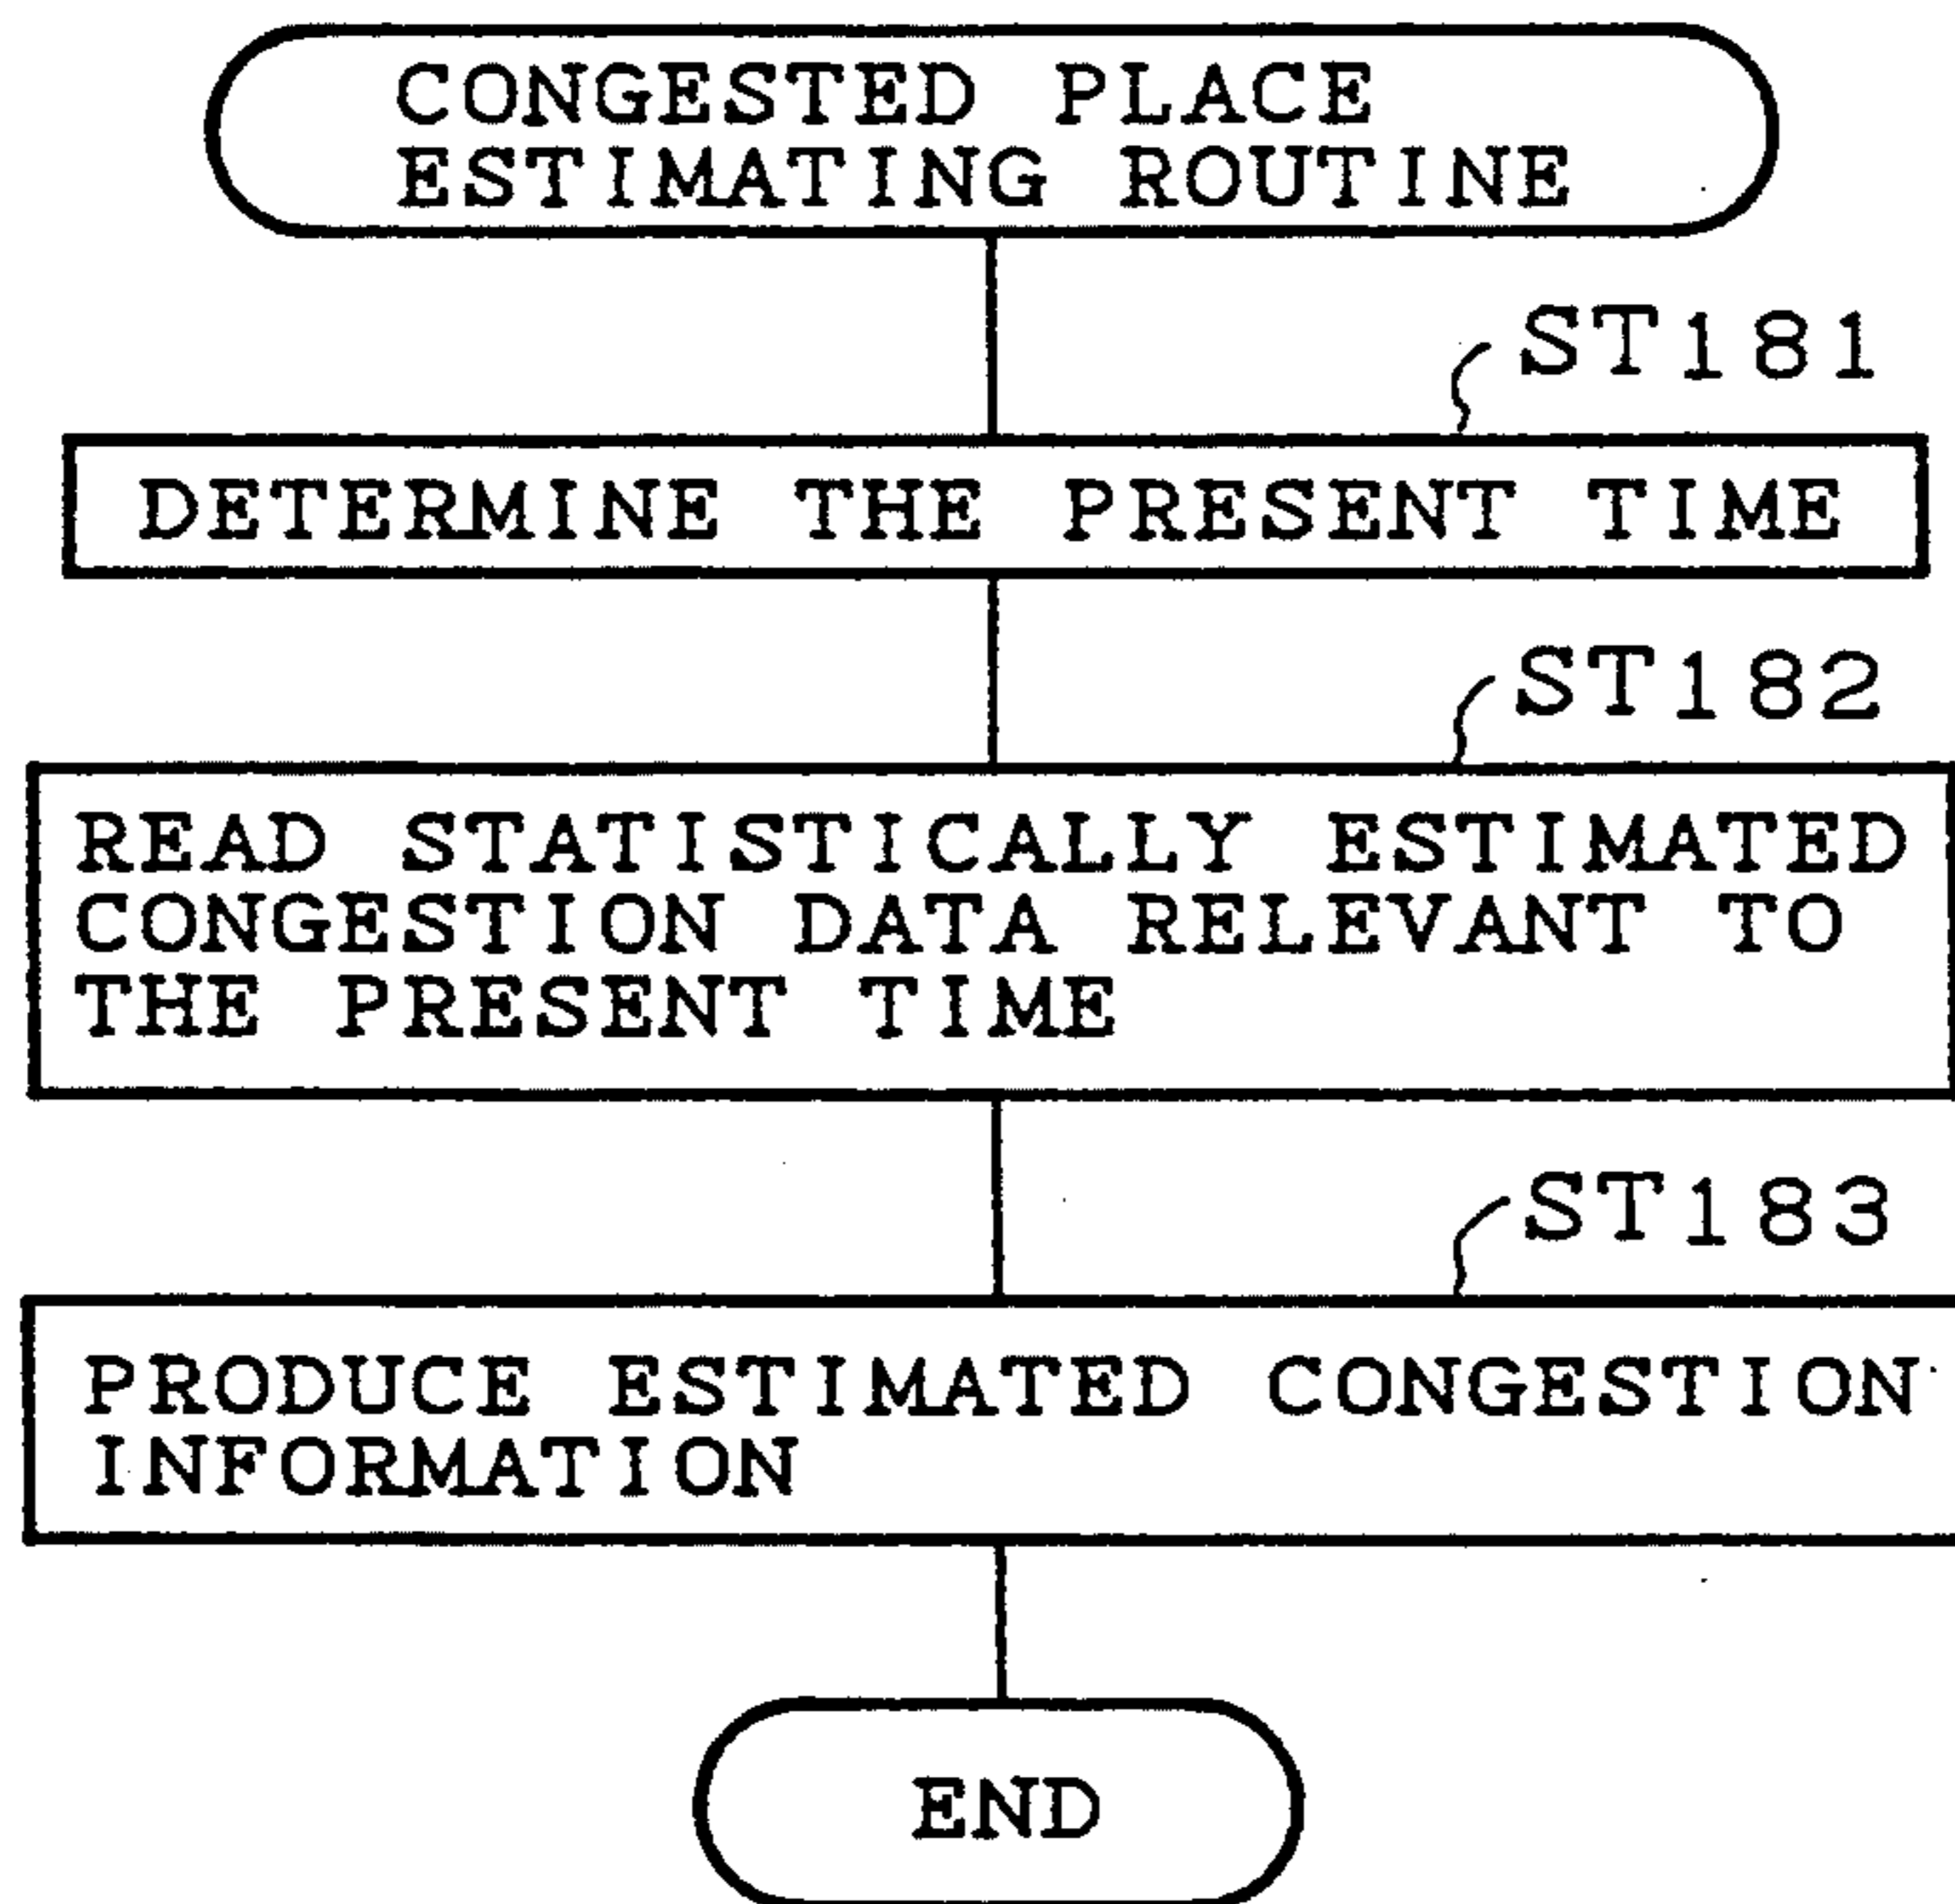 CONGESTED PLACE
ESTIMATING ROUTINE
ST181
DETERMINE THE PRESENT TIME
ST182
READ STATISTICALLY ESTIMATED
CONGESTION DATA RELEVANT TO
THE PRESENT TIME
ST183
PRODUCE ESTIMATED CONGESTION
INFORMATION
END